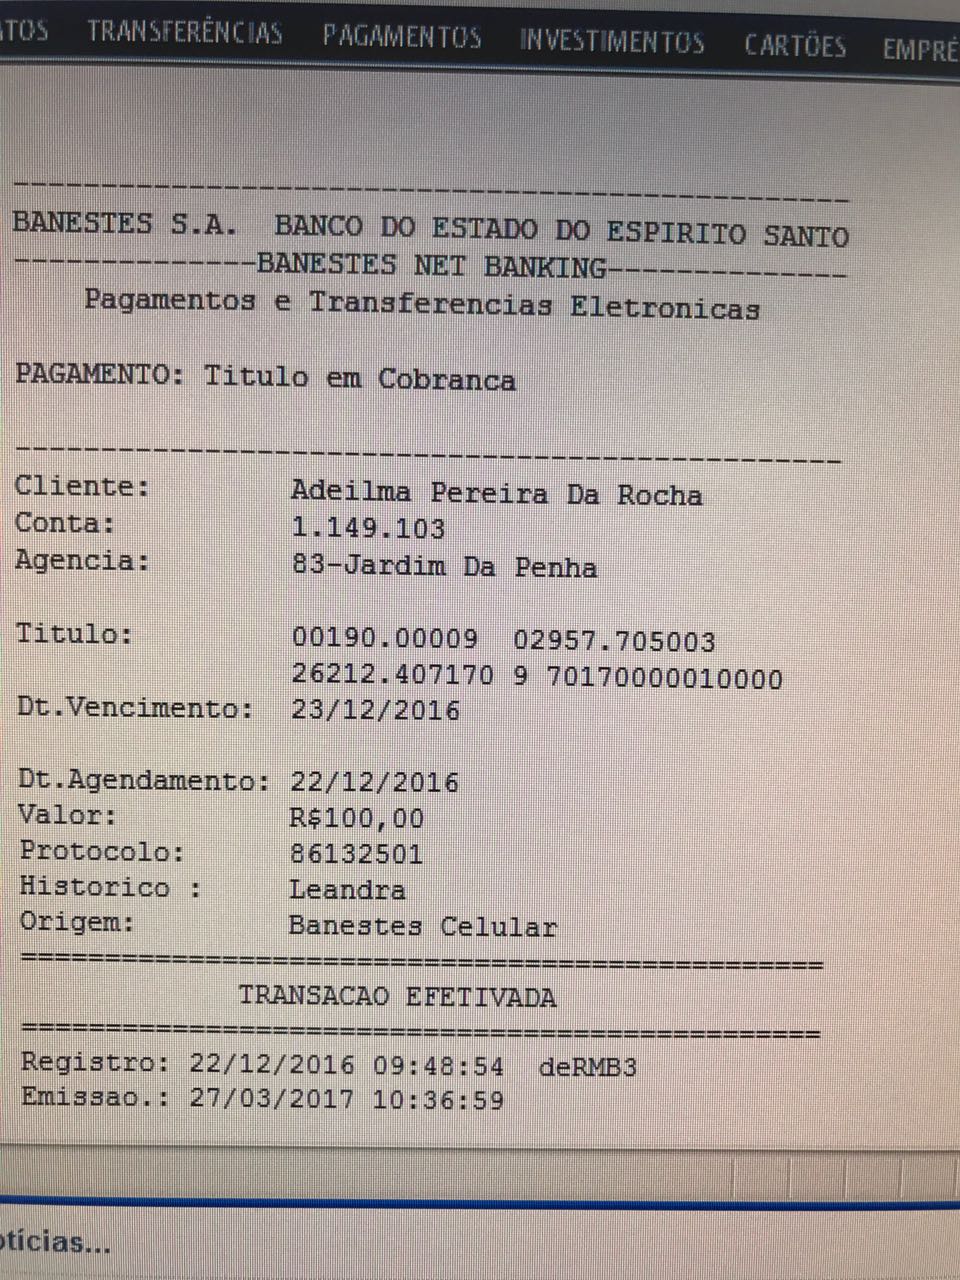 TRANSFERÊNCIAS PAGAMENTOS INVESTIMENTOS CARTÕES
BANESTES S.A. BANCO DO ESTADO DO ESPIRITO SANTO
--------------BANESTES NET BANKING--------------
Pagamentos e Transferencias Eletronicas
PAGAMENTO: Titulo em Cobranca
Cliente: Adeilma Pereira Da Rocha
Conta: 1.149.103
Agencia: 83-Jardim Da Penha
Titulo: 00190.00009 02957.705003
26212.407170 9 70170000010000
Dt.Vencimento: 23/12/2016
Dt.Agendamento: 22/12/2016
Valor: R$100,00
Protocolo: 86132501
Historico : Leandra
Origem: Banestes Celular
TRANSACAO EFETIVADA
Registro: 22/12/2016 09:48:54 deRMB3
Emissao.: 27/03/2017 10:36:59